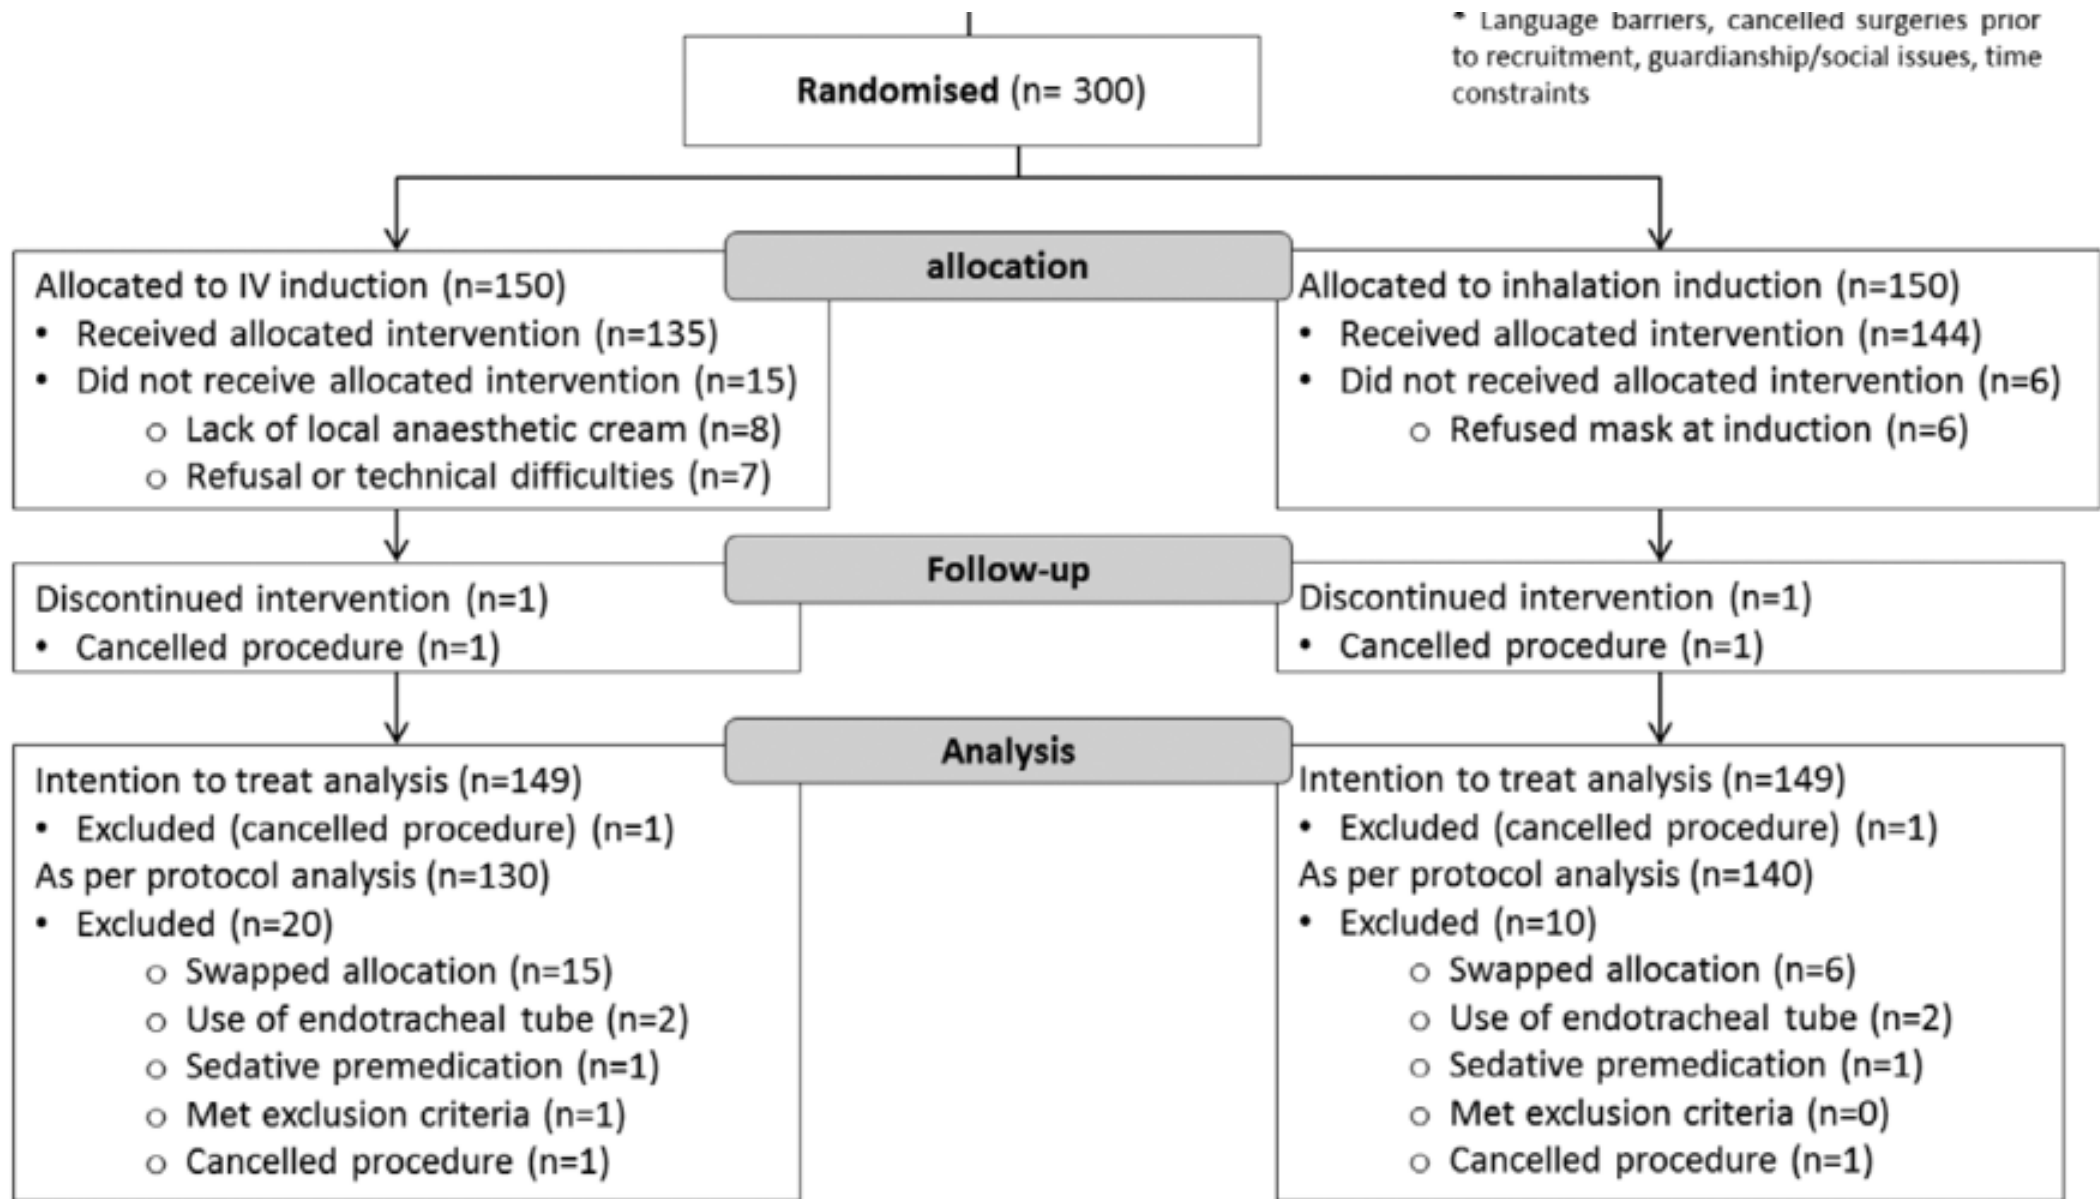 * Language barriers, cancelled surgeries prior
to recruitment, guardianship/social issues, time
constraints
Randomised (n= 300)
allocation
Allocated to IV induction (n=150)
• Received allocated intervention (n=135)
• Did not receive allocated intervention (n=15)
o Lack of local anaesthetic cream (n=8)
o Refusal or technical difficulties (n=7)
Allocated to inhalation induction (n=150)
• Received allocated intervention (n=144)
• Did not received allocated intervention (n=6)
o Refused mask at induction (n=6)
Follow-up
Discontinued intervention (n=1)
• Cancelled procedure (n=1)
Discontinued intervention (n=1)
• Cancelled procedure (n=1)
Analysis
Intention to treat analysis (n=149)
• Excluded (cancelled procedure) (n=1)
As per protocol analysis (n=130)
• Excluded (n=20)
o Swapped allocation (n=15)
o Use of endotracheal tube (n=2)
o Sedative premedication (n=1)
o Met exclusion criteria (n=1)
o Cancelled procedure (n=1)
Intention to treat analysis (n=149)
• Excluded (cancelled procedure) (n=1)
As per protocol analysis (n=140)
• Excluded (n=10)
o Swapped allocation (n=6)
o Use of endotracheal tube (n=2)
o Sedative premedication (n=1)
o Met exclusion criteria (n=0)
o Cancelled procedure (n=1)